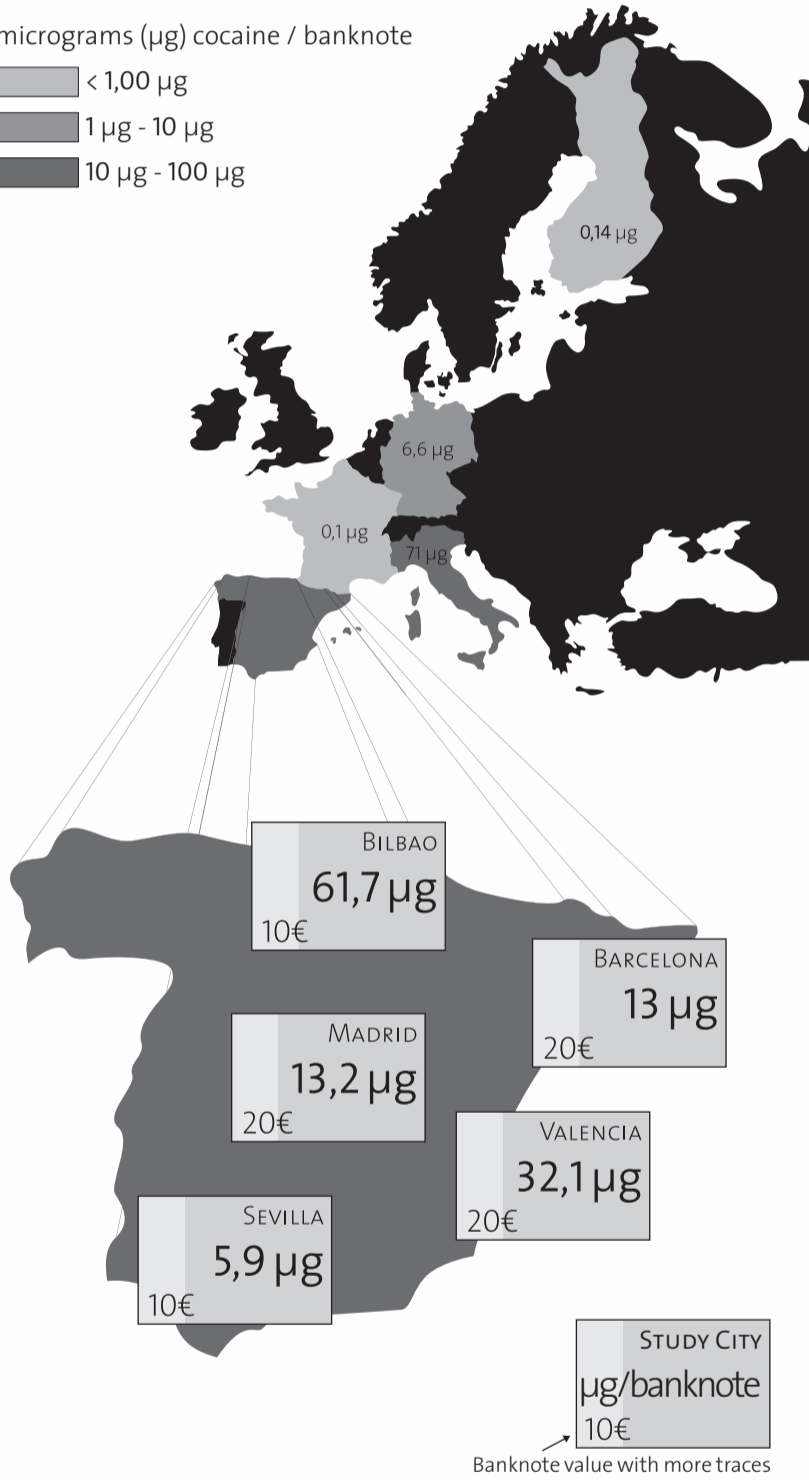 micrograms (µg) cocaine / banknote
< 1,00 µg
1 µg - 10 µg
10 µg - 100 µg
0,14 µg
6,6 µg
0,1 µg
71 µg
BILBAO
61,7 µg
10€
BARCELONA
13 µg
20€
MADRID
13,2 µg
20€
VALENCIA
32,1 µg
20€
SEVILLA
5,9 µg
10€
STUDY CITY
µg/banknote
10€
Banknote value with more traces